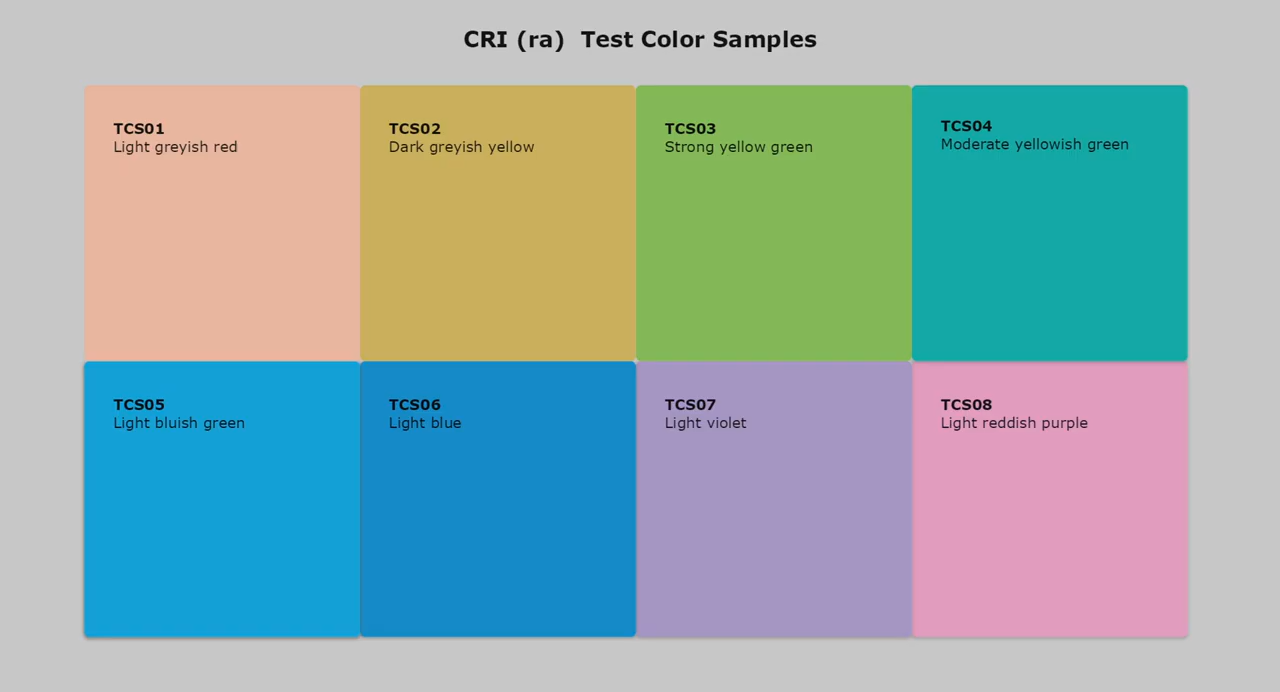 CRI (ra)  Test Color Samples
TCS01
Light greyish red
TCS02
Dark greyish yellow
TCS03
Strong yellow green
TCS04
Moderate yellowish green
TCS05
Light bluish green
TCS06
Light blue
TCS07
Light violet
TCS08
Light reddish purple